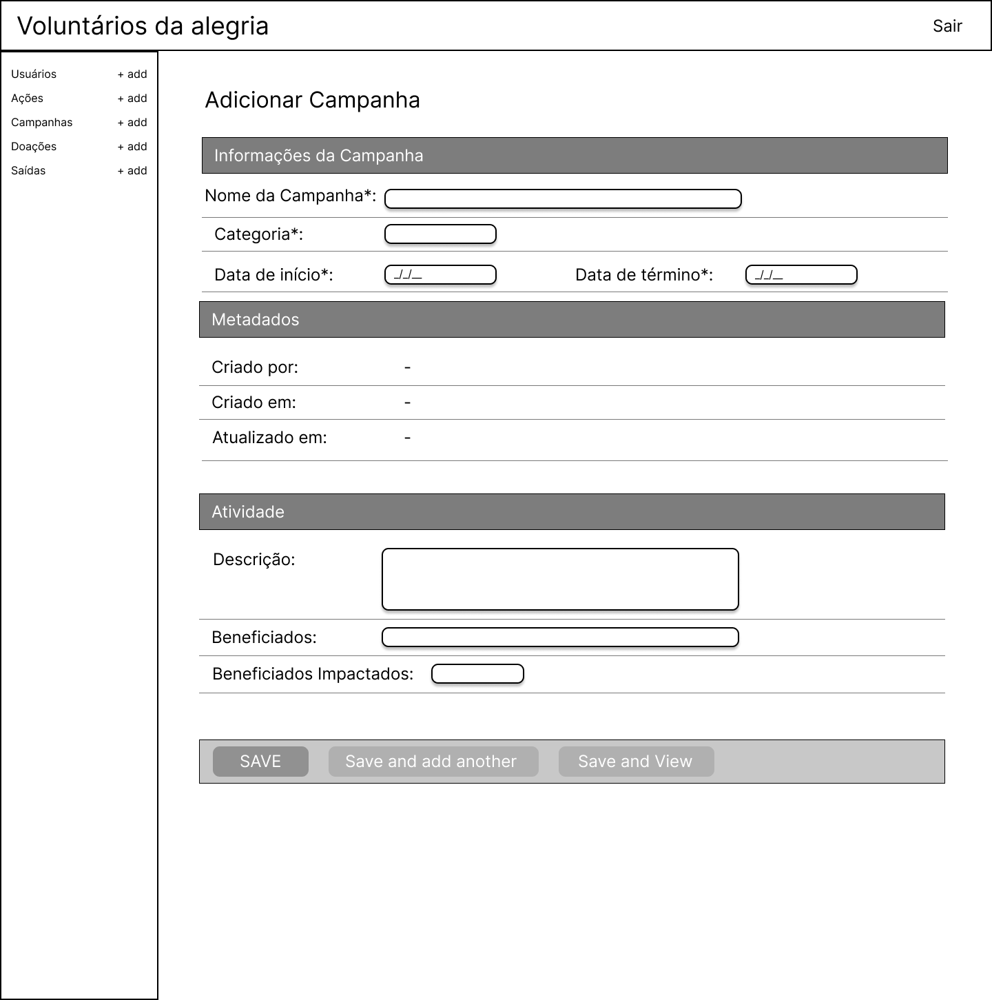 Voluntários da alegria
Sair
Usuários + add
Ações + add
Campanhas + add
Doações + add
Saídas + add
Adicionar Campanha
Informações da Campanha
Nome da Campanha*:
Categoria*:
Data de início*: _/_/__ Data de término*: _/_/__
Metadados
Criado por: -
Criado em: -
Atualizado em: -
Atividade
Descrição:
Beneficiados:
Beneficiados Impactados:
SAVE Save and add another Save and View